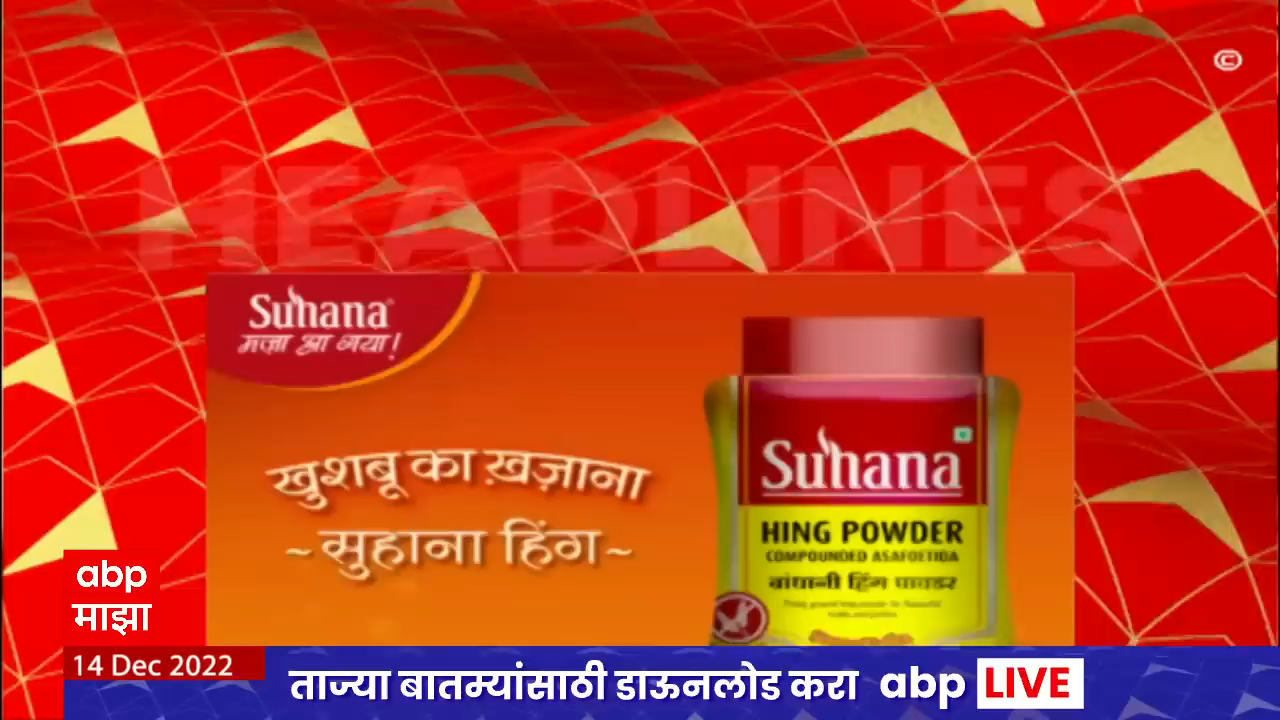 ©
HEADLINES
Suhana®
मज़ा आ गया!
खुशबू का ख़ज़ाना
~सुहाना हिंग~
Suhana
HING POWDER
COMPOUNDED ASAFOETIDA
बांधानी हिंग पावडर
abp
माझा
14 Dec 2022
ताज्या बातम्यांसाठी डाऊनलोड करा abp LIVE